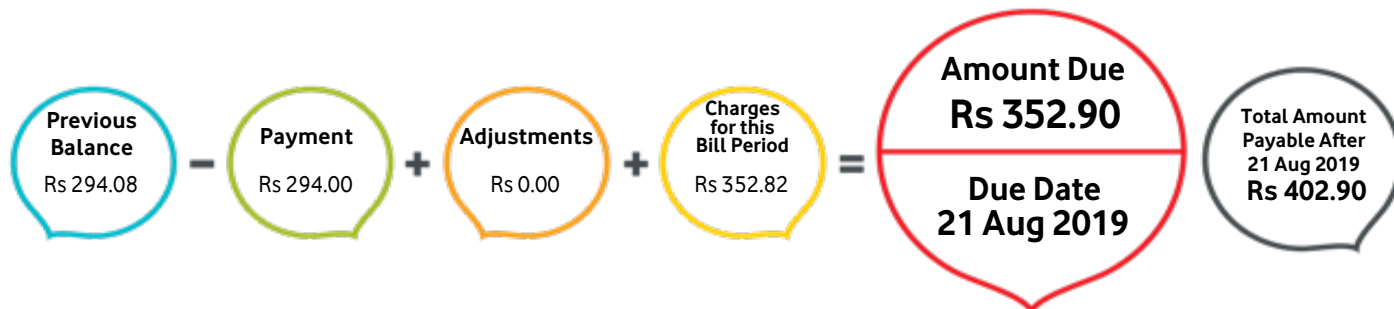 Previous
Balance
Rs 294.08
-
Payment
Rs 294.00
+
Adjustments
Rs 0.00
+
Charges
for this
Bill Period
Rs 352.82
=
Amount Due
Rs 352.90
Due Date
21 Aug 2019
Total Amount
Payable After
21 Aug 2019
Rs 402.90